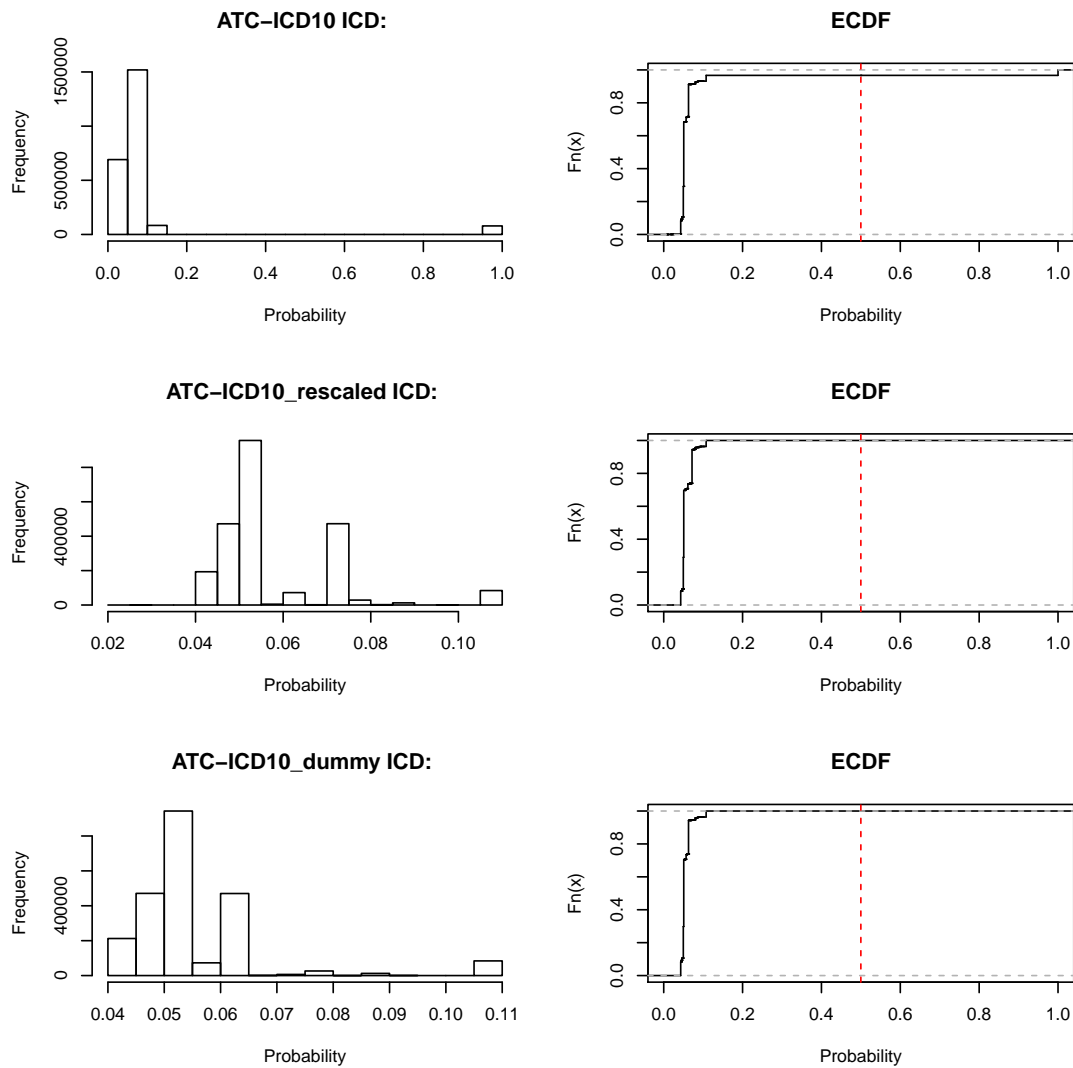 ATC−ICD10 ICD:
Frequency
0 500000 1500000
0.0 0.2 0.4 0.6 0.8 1.0
Probability
ECDF
Fn(x)
0.0 0.4 0.8
0.0 0.2 0.4 0.6 0.8 1.0
Probability
ATC−ICD10_rescaled ICD:
Frequency
0 400000
0.02 0.04 0.06 0.08 0.10
Probability
ECDF
Fn(x)
0.0 0.4 0.8
0.0 0.2 0.4 0.6 0.8 1.0
Probability
ATC−ICD10_dummy ICD:
Frequency
0 400000
0.04 0.05 0.06 0.07 0.08 0.09 0.10 0.11
Probability
ECDF
Fn(x)
0.0 0.4 0.8
0.0 0.2 0.4 0.6 0.8 1.0
Probability